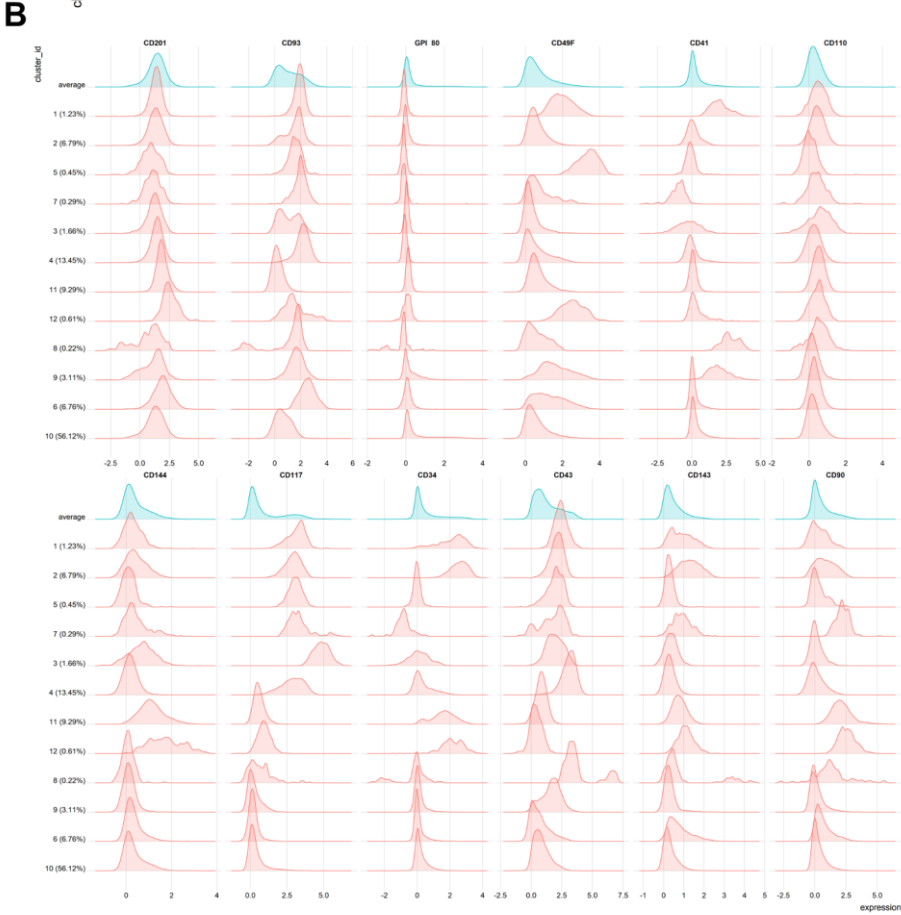 B
cluster_id
CD201 CD93 GPI_80 CD49F CD41 CD110
average
1 (1.23%)
2 (6.79%)
5 (0.45%)
7 (0.29%)
3 (1.66%)
4 (13.45%)
11 (9.29%)
12 (0.61%)
8 (0.22%)
9 (3.11%)
6 (6.76%)
10 (56.12%)
-2.5 0.0 2.5 5.0 0 2 4 6 -2 0 2 4 0 2 4 -2.5 0.0 2.5 5.0 -2 0 2 4
CD144 CD117 CD34 CD43 CD143 CD90
average
1 (1.23%)
2 (6.79%)
5 (0.45%)
7 (0.29%)
3 (1.66%)
4 (13.45%)
11 (9.29%)
12 (0.61%)
8 (0.22%)
9 (3.11%)
6 (6.76%)
10 (56.12%)
0 2 4 0.0 2.5 5.0 -2 0 2 4 -2.5 0.0 2.5 5.0 7.5 -1 0 1 2 3 4 5 -2.5 0.0 2.5 5.0
expression